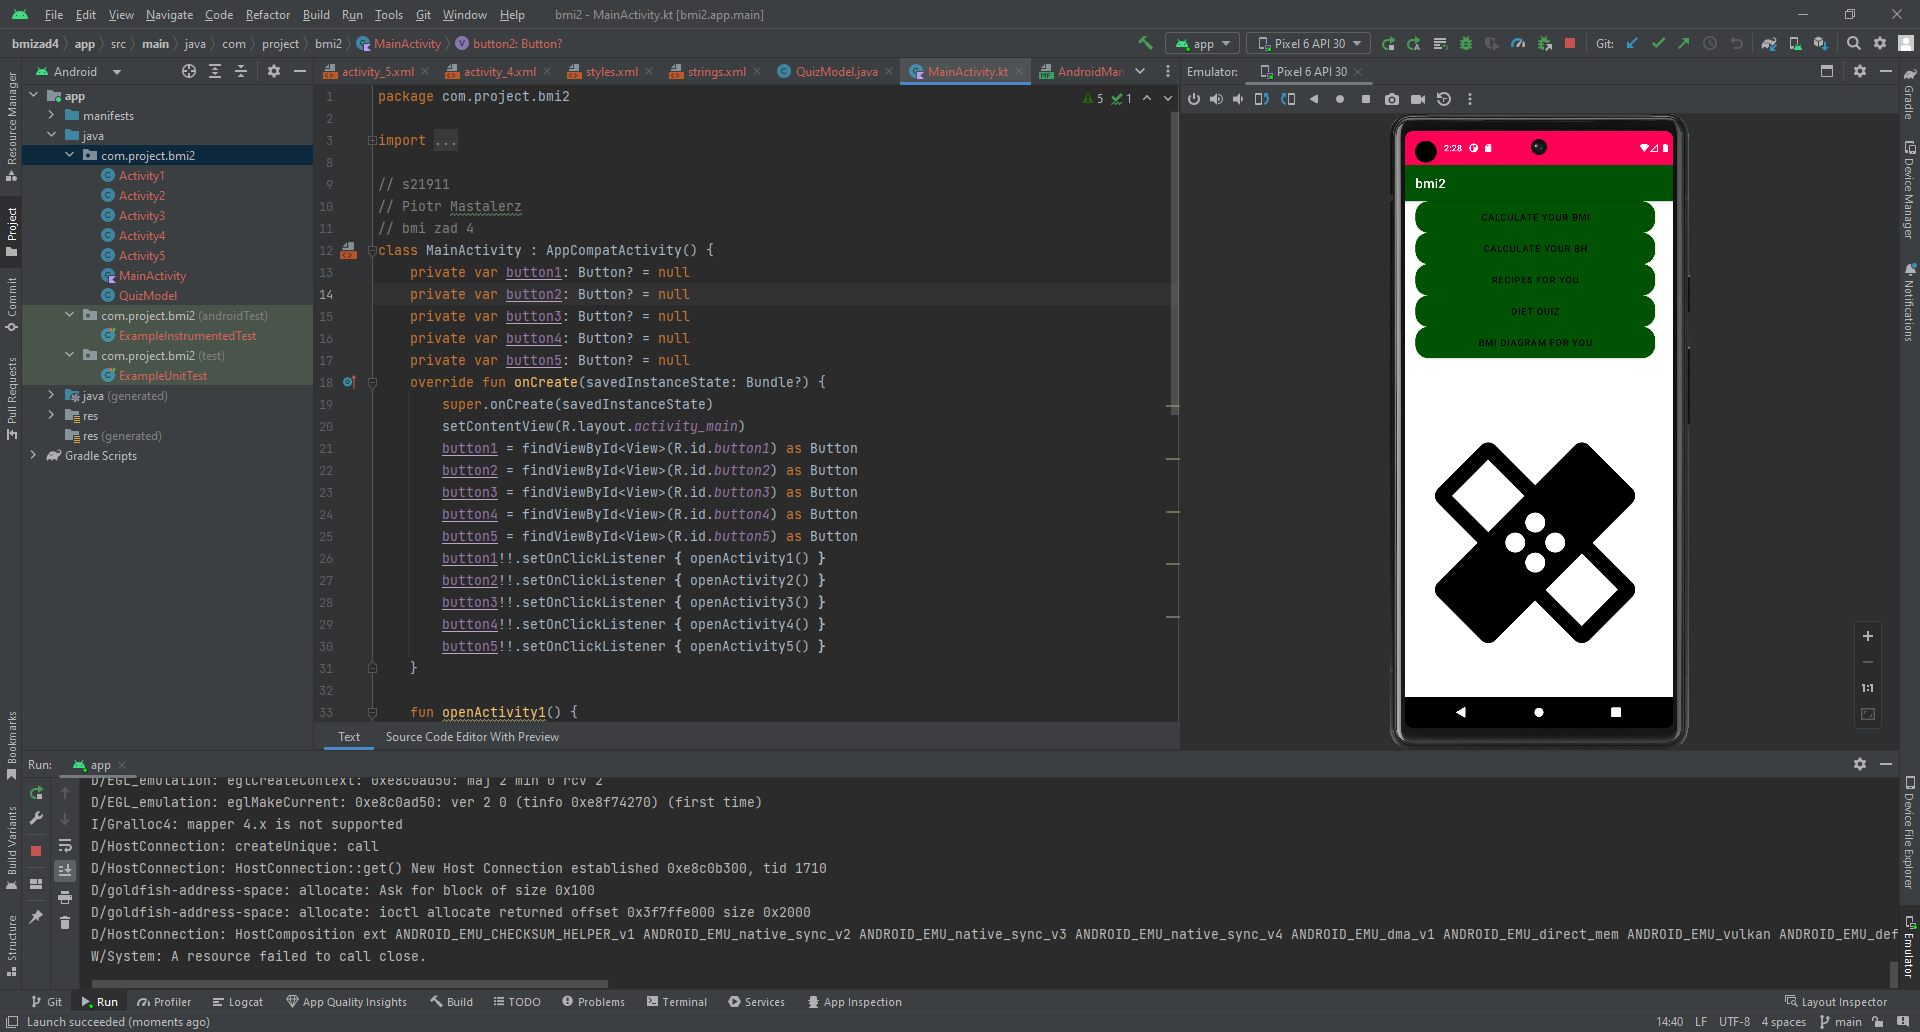 File Edit View Navigate Code Refactor Build Run Tools Git Window Help bmi2 - MainActivity.kt [bmi2.app.main]
bmizad4 app src main java com project bmi2 MainActivity button2: Button? app Pixel 6 API 30 Git:
Android activity_5.xml activity_4.xml styles.xml strings.xml QuizModel.java MainActivity.kt AndroidMan Emulator: Pixel 6 API 30
Resource Manager
Project
Commit
Pull Requests
Bookmarks
Build Variants
Structure
app
manifests
java
com.project.bmi2
Activity1
Activity2
Activity3
Activity4
Activity5
MainActivity
QuizModel
com.project.bmi2 (androidTest)
ExampleInstrumentedTest
com.project.bmi2 (test)
ExampleUnitTest
java (generated)
res
res (generated)
Gradle Scripts
5 1
1 package com.project.bmi2
2
3 import ...
8
9 // s21911
10 // Piotr Mastalerz
11 // bmi zad 4
12 class MainActivity : AppCompatActivity() {
13 private var button1: Button? = null
14 private var button2: Button? = null
15 private var button3: Button? = null
16 private var button4: Button? = null
17 private var button5: Button? = null
18 override fun onCreate(savedInstanceState: Bundle?) {
19 super.onCreate(savedInstanceState)
20 setContentView(R.layout.activity_main)
21 button1 = findViewById<View>(R.id.button1) as Button
22 button2 = findViewById<View>(R.id.button2) as Button
23 button3 = findViewById<View>(R.id.button3) as Button
24 button4 = findViewById<View>(R.id.button4) as Button
25 button5 = findViewById<View>(R.id.button5) as Button
26 button1!!.setOnClickListener { openActivity1() }
27 button2!!.setOnClickListener { openActivity2() }
28 button3!!.setOnClickListener { openActivity3() }
29 button4!!.setOnClickListener { openActivity4() }
30 button5!!.setOnClickListener { openActivity5() }
31 }
32
33 fun openActivity1() {
Text Source Code Editor With Preview
2:28
bmi2
CALCULATE YOUR BMI
CALCULATE YOUR BH
RECIPES FOR YOU
DIET QUIZ
BMI DIAGRAM FOR YOU
1:1
Gradle
Device Manager
Notifications
Device File Explorer
Emulator
Run: app
D/EGL_emulation: eglCreateContext: 0xe8c0ad50: maj 2 min 0 rcv 2
D/EGL_emulation: eglMakeCurrent: 0xe8c0ad50: ver 2 0 (tinfo 0xe8f74270) (first time)
I/Gralloc4: mapper 4.x is not supported
D/HostConnection: createUnique: call
D/HostConnection: HostConnection::get() New Host Connection established 0xe8c0b300, tid 1710
D/goldfish-address-space: allocate: Ask for block of size 0x100
D/goldfish-address-space: allocate: ioctl allocate returned offset 0x3f7ffe000 size 0x2000
D/HostConnection: HostComposition ext ANDROID_EMU_CHECKSUM_HELPER_v1 ANDROID_EMU_native_sync_v2 ANDROID_EMU_native_sync_v3 ANDROID_EMU_native_sync_v4 ANDROID_EMU_dma_v1 ANDROID_EMU_direct_mem ANDROID_EMU_vulkan ANDROID_EMU_def
W/System: A resource failed to call close.
Git Run Profiler Logcat App Quality Insights Build TODO Problems Terminal Services App Inspection Layout Inspector
Launch succeeded (moments ago) 14:40 LF UTF-8 4 spaces main